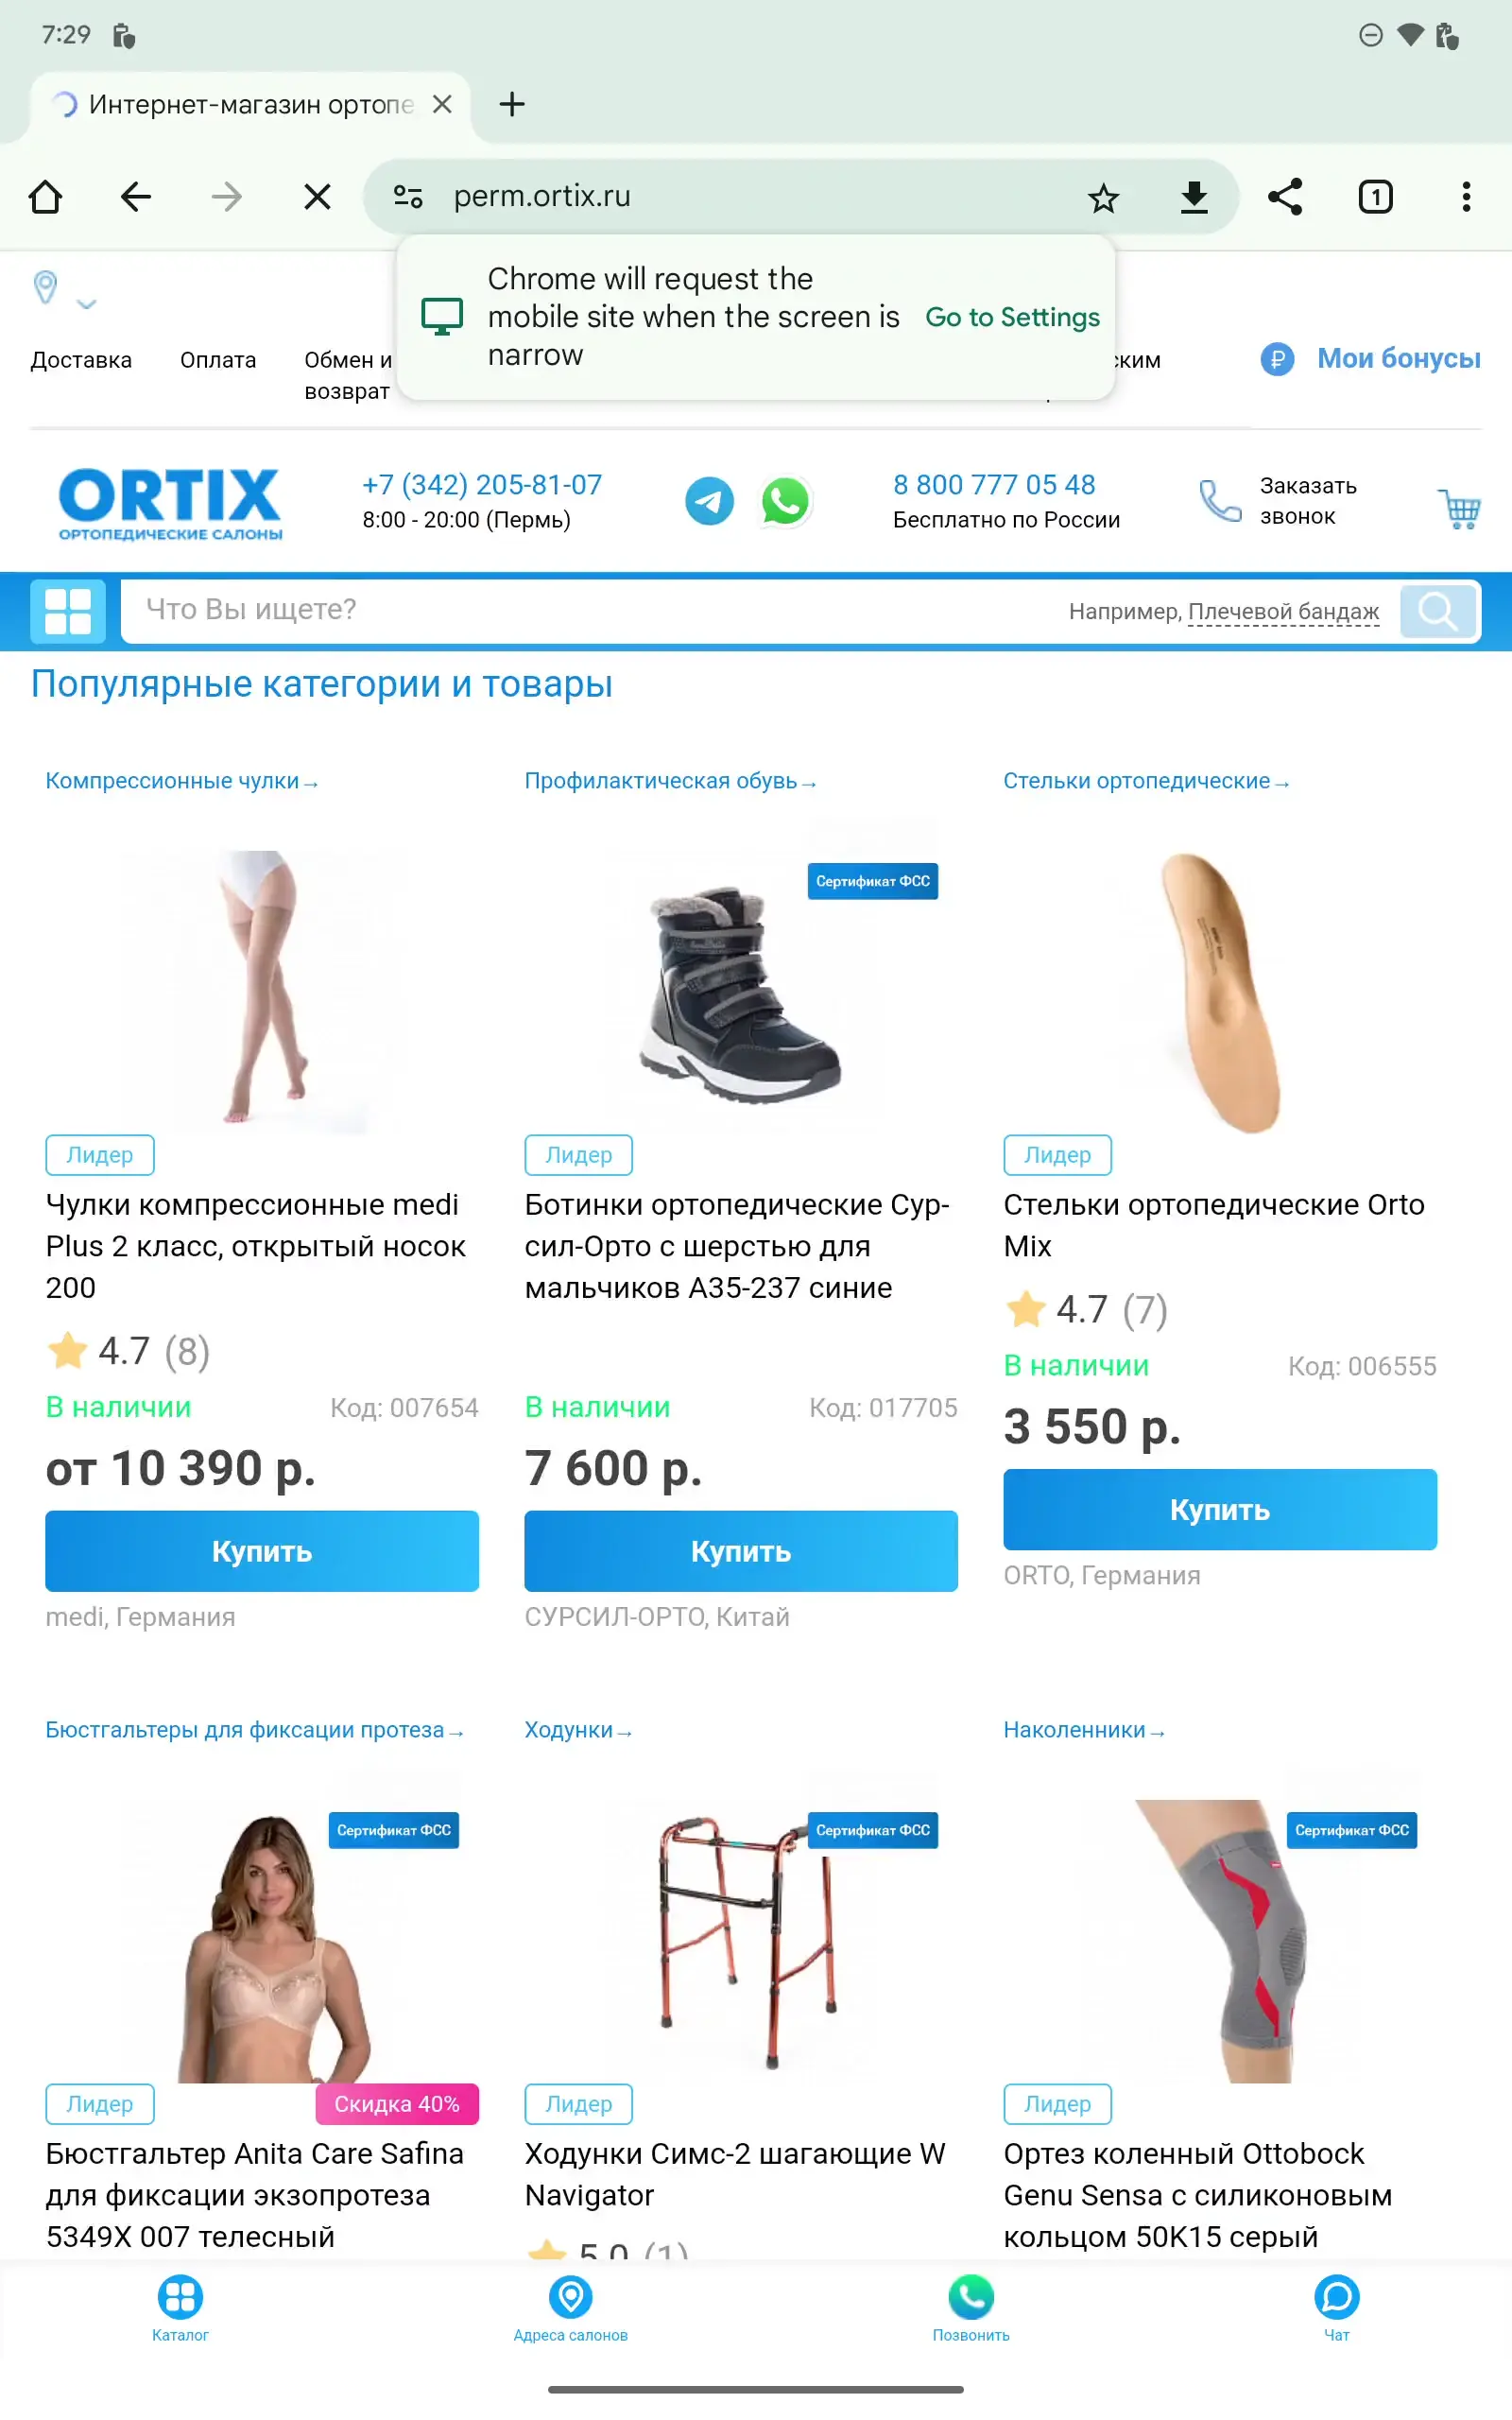 7:29
Интернет-магазин ортопе
perm.ortix.ru
1
Chrome will request the
mobile site when the screen is
narrow
Go to Settings
Доставка
Оплата
Обмен и
возврат
Мои бонусы
ORTIX
ОРТОПЕДИЧЕСКИЕ САЛОНЫ
+7 (342) 205-81-07
8:00 - 20:00 (Пермь)
8 800 777 05 48
Бесплатно по России
Заказать
звонок
Что Вы ищете?
Например, Плечевой бандаж
Популярные категории и товары
Компрессионные чулки→
Профилактическая обувь→
Стельки ортопедические→
Сертификат ФСС
Лидер
Лидер
Лидер
Чулки компрессионные medi
Plus 2 класс, открытый носок
200
4.7 (8)
В наличии
Код: 007654
от 10 390 р.
Купить
medi, Германия
Ботинки ортопедические Сур-
сил-Орто с шерстью для
мальчиков А35-237 синие
В наличии
Код: 017705
7 600 р.
Купить
СУРСИЛ-ОРТО, Китай
Стельки ортопедические Orto
Mix
4.7 (7)
В наличии
Код: 006555
3 550 р.
Купить
ORTO, Германия
Бюстгальтеры для фиксации протеза→
Ходунки→
Наколенники→
Сертификат ФСС
Сертификат ФСС
Сертификат ФСС
Лидер
Скидка 40%
Лидер
Лидер
Бюстгальтер Anita Care Safina
для фиксации экзопротеза
5349X 007 телесный
Ходунки Симс-2 шагающие W
Navigator
5.0 (1)
Ортез коленный Ottobock
Genu Sensa с силиконовым
кольцом 50K15 серый
Каталог
Адреса салонов
Позвонить
Чат